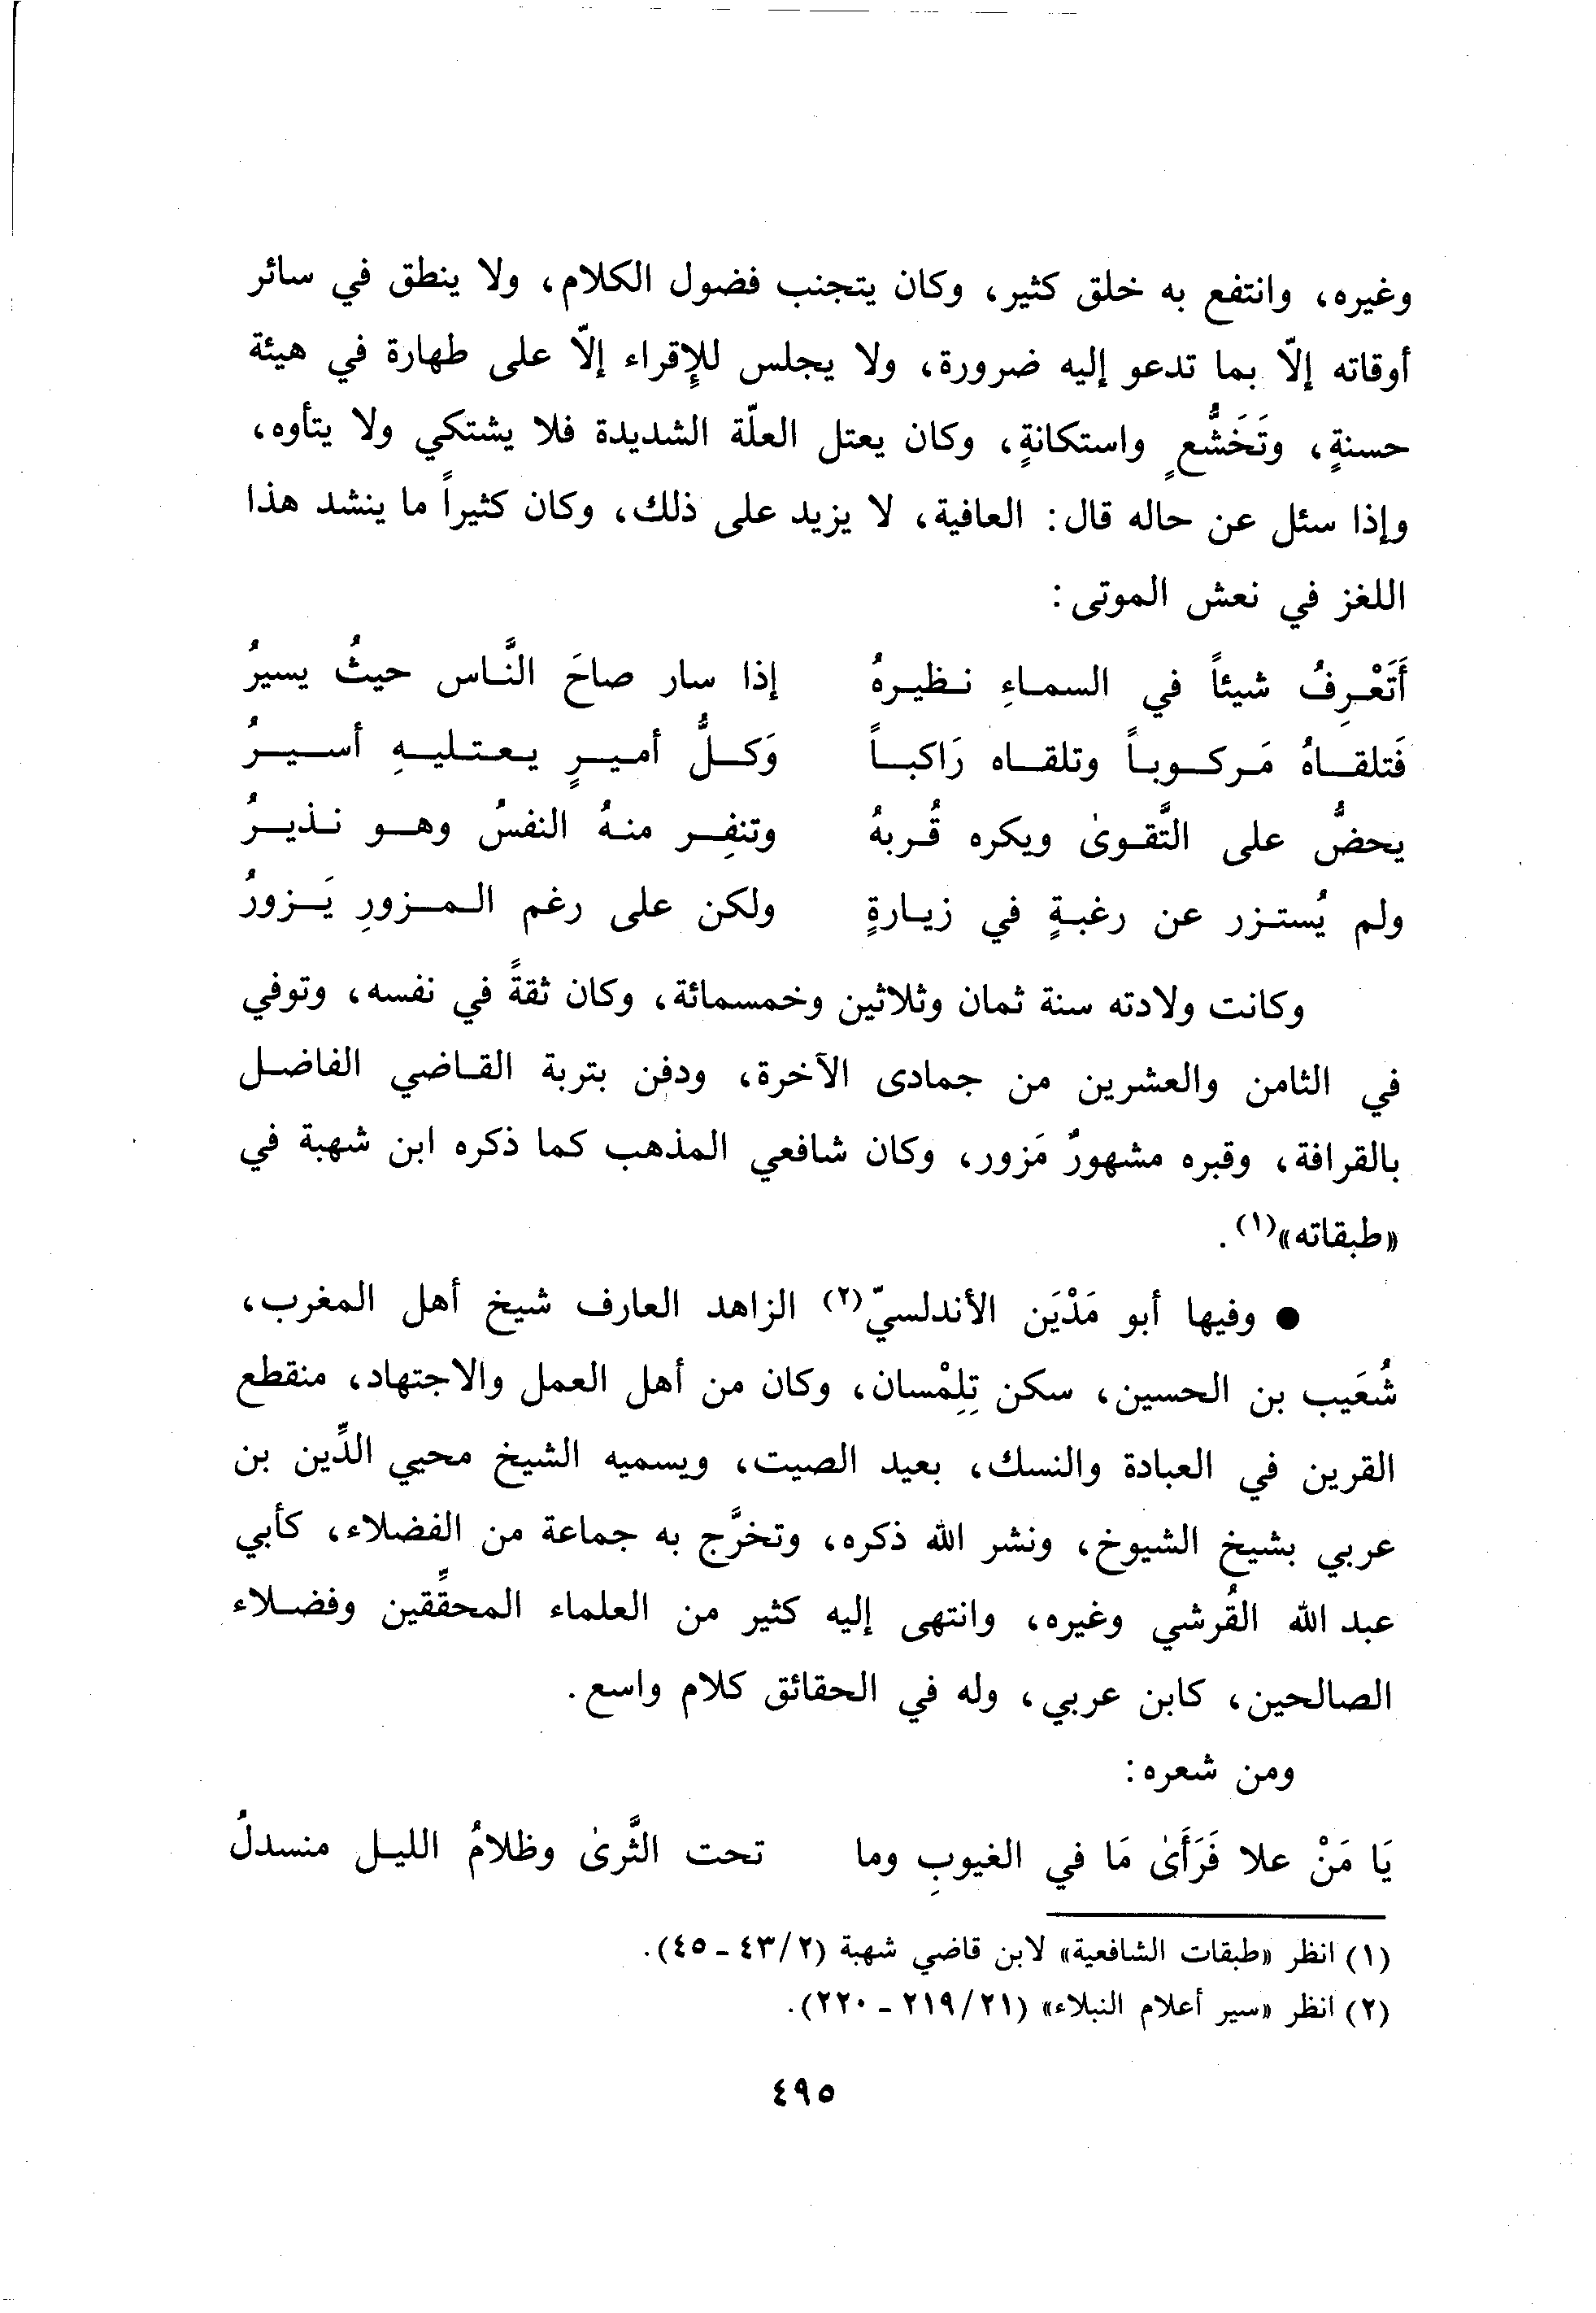 وغيره، وانتفع به خلق كثير، وكان يتجنب فضول الكلام، ولا ينطق في سائر
أوقاته إلّا بما تدعو إليه ضرورة، ولا يجلس للإقراء إلّا على طهارة في هيئة
حسنةٍ، وتَخَشُّعٍ واستكانةٍ، وكان يعتل العلّة الشديدة فلا يشتكي ولا يتأوه،
وإذا سئل عن حاله قال: العافية، لا يزيد على ذلك، وكان كثيراً ما ينشد هذا
اللغز في نعش الموتى:
أَتَعْرِفُ شيئاً في السماءِ نظيرهُ إذا سار صاحَ النَّاس حيثُ يسيرُ
فَتلقاهُ مَركوباً وتلقاه رَاكباً وَكلُّ أميرٍ يعتليهِ أسيرُ
يحضُّ على التَّقوىٰ ويكره قُربهُ وتنفِر منهُ النفسُ وهو نذيرُ
ولم يُستزر عن رغبةٍ في زيارةٍ ولكن على رغم المزورِ يَزورُ
وكانت ولادته سنة ثمان وثلاثين وخمسمائة، وكان ثقةً في نفسه، وتوفي
في الثامن والعشرين من جمادى الآخرة، ودفن بتربة القاضي الفاضل
بالقرافة، وقبره مشهورٌ مَزور، وكان شافعي المذهب كما ذكره ابن شهبة في
«طبقاته»(١).
● وفيها أبو مَدْيَن الأندلسيّ(٢) الزاهد العارف شيخ أهل المغرب،
شُعَيب بن الحسين، سكن تِلِمْسان، وكان من أهل العمل والاجتهاد، منقطع
القرين في العبادة والنسك، بعيد الصيت، ويسميه الشيخ محيي الدِّين بن
عربي بشيخ الشيوخ، ونشر الله ذكره، وتخرَّج به جماعة من الفضلاء، كأبي
عبد الله القُرشي وغيره، وانتهى إليه كثير من العلماء المحقِّقين وفضلاء
الصالحين، كابن عربي، وله في الحقائق كلام واسع.
ومن شعره:
يَا مَنْ علا فَرَأَىٰ مَا في الغيوبِ وما تحت الثَّرىٰ وظلامُ الليل منسدلُ
(١) انظر «طبقات الشافعية» لابن قاضي شهبة (٢/ ٤٣ - ٤٥).
(٢) انظر «سير أعلام النبلاء» (٢١/ ٢١٩ - ٢٢٠).
٤٩٥